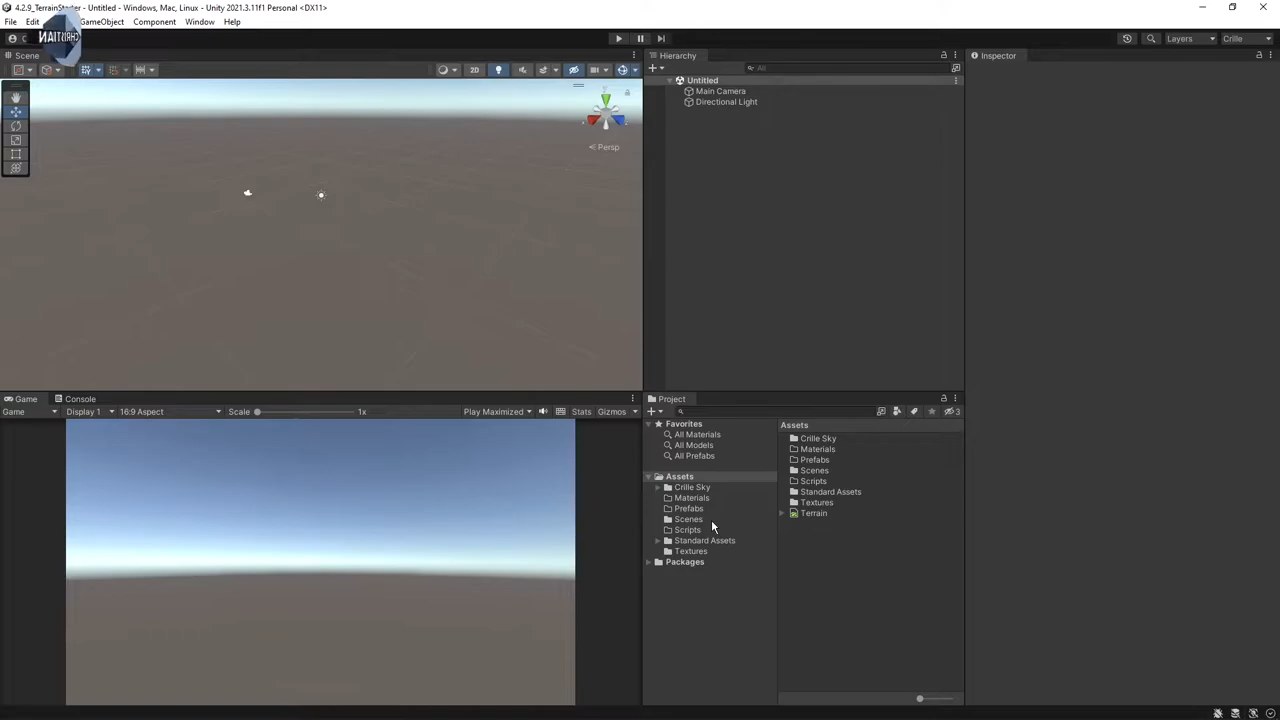 4.2.9_TerrainStarter - Untitled - Windows, Mac, Linux - Unity 2021.3.11f1 Personal <DX11>
File Edit GameObject Component Window Help
CHRISTIAN
Layers Crille
Scene
2D
Persp
Hierarchy
All
Untitled
Main Camera
Directional Light
Inspector
Game Console
Game Display 1 16:9 Aspect Scale 1x Play Maximized Stats Gizmos
Project
3
Favorites
All Materials
All Models
All Prefabs
Assets
Crille Sky
Materials
Prefabs
Scenes
Scripts
Standard Assets
Textures
Packages
Assets
Crille Sky
Materials
Prefabs
Scenes
Scripts
Standard Assets
Textures
Terrain